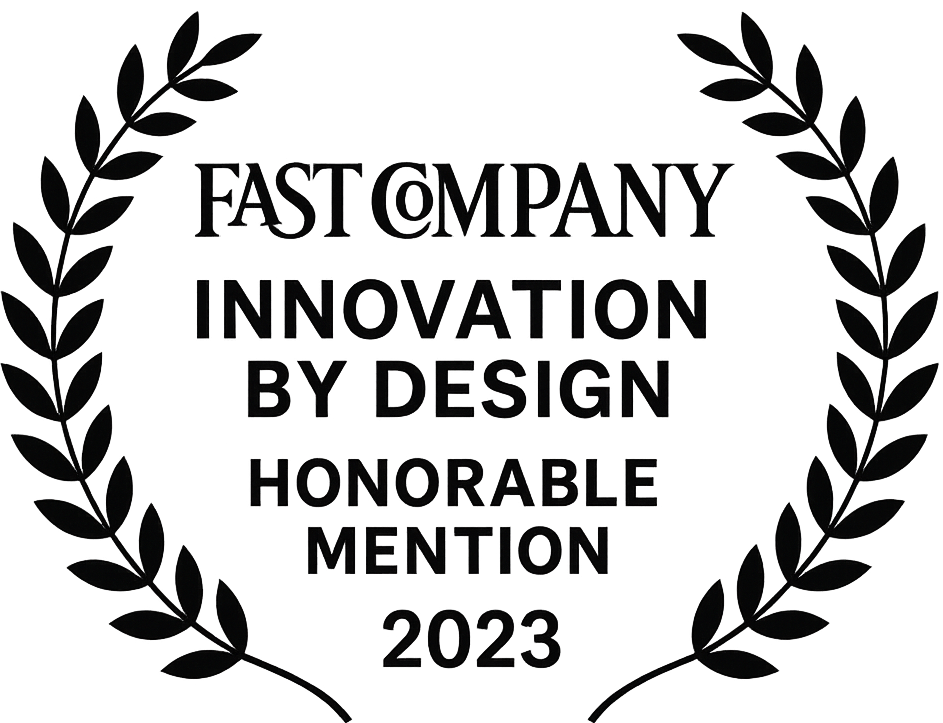 FAST COMPANY
INNOVATION
BY DESIGN
HONORABLE
MENTION
2023